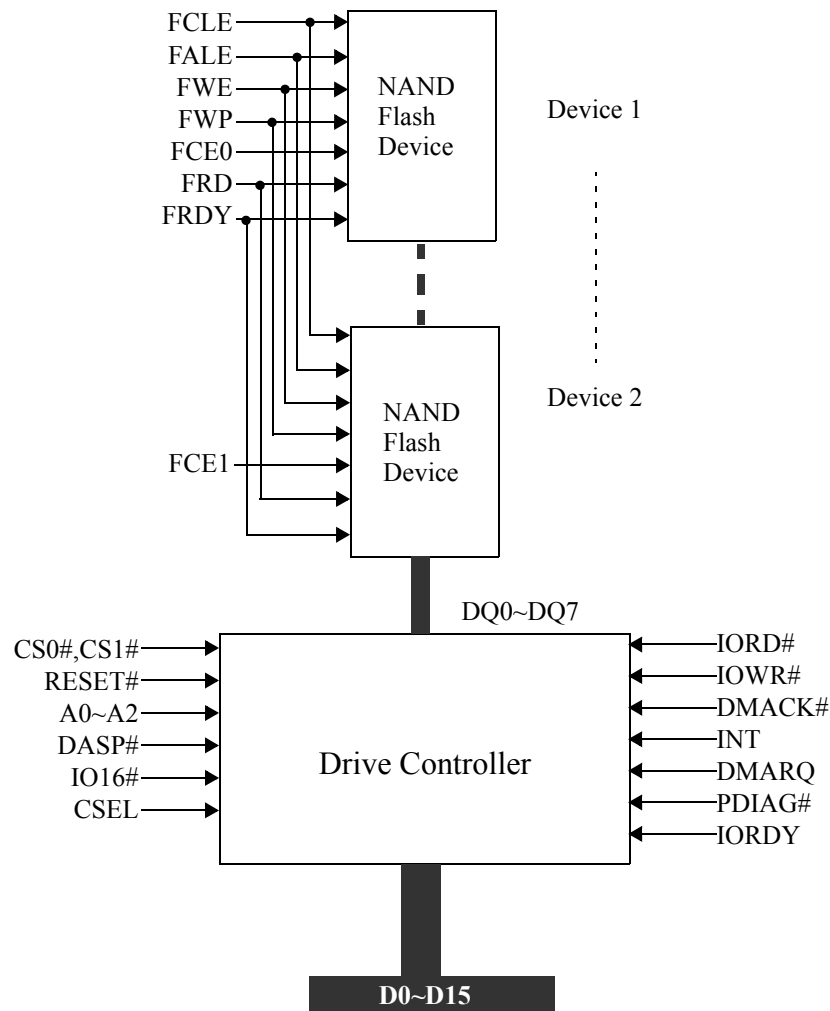 FCLE
FALE
FWE
FWP
FCE0
FRD
FRDY
NAND
Flash
Device
Device 1
NAND
Flash
Device
Device 2
FCE1
DQ0~DQ7
CS0#,CS1#
RESET#
A0~A2
DASP#
IO16#
CSEL
Drive Controller
IORD#
IOWR#
DMACK#
INT
DMARQ
PDIAG#
IORDY
D0~D15